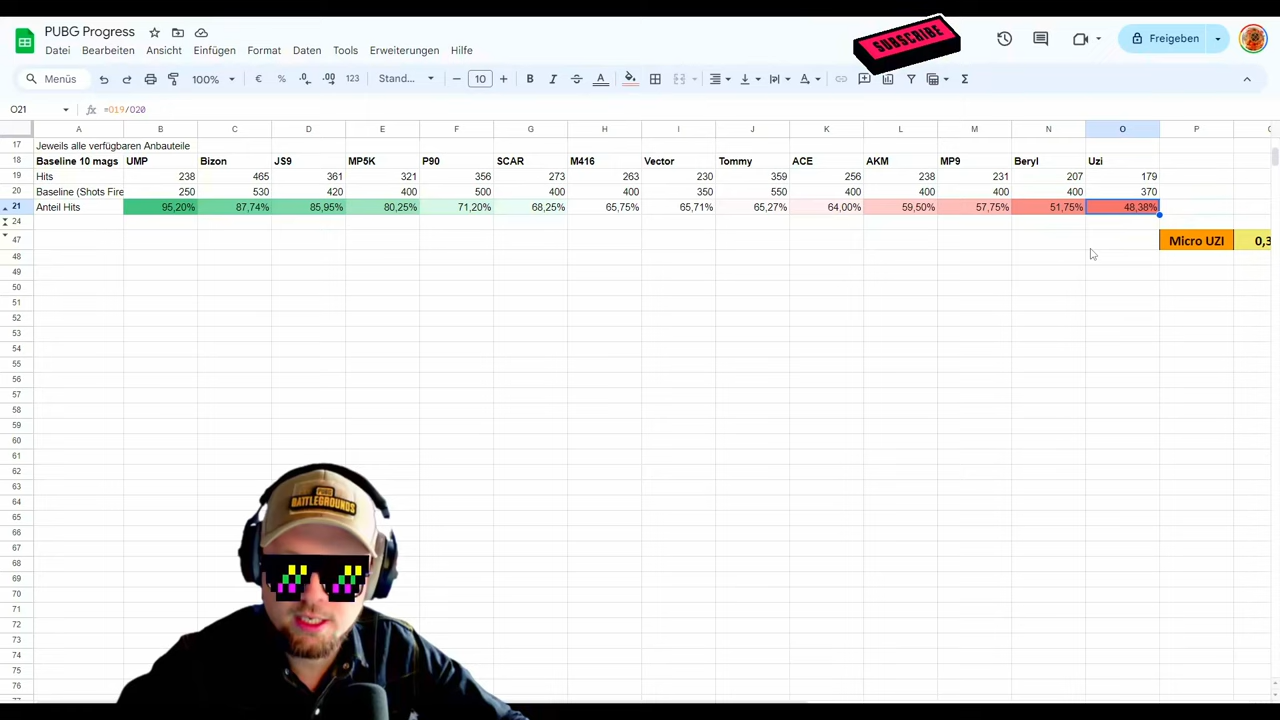 PUBG Progress
SUBSCRIBE
Freigeben
Datei Bearbeiten Ansicht Einfügen Format Daten Tools Erweiterungen Hilfe
Menüs 100% € % .0 .00 123 Stand... 10 B I S A Σ
O21 fx =O19/O20
A B C D E F G H I J K L M N O P
17 Jeweils alle verfügbaren Anbauteile
18 Baseline 10 mags UMP Bizon JS9 MP5K P90 SCAR M416 Vector Tommy ACE AKM MP9 Beryl Uzi
19 Hits 238 465 361 321 356 273 263 230 359 256 238 231 207 179
20 Baseline (Shots Fire 250 530 420 400 500 400 400 350 550 400 400 400 400 370
21 Anteil Hits 95,20% 87,74% 85,95% 80,25% 71,20% 68,25% 65,75% 65,71% 65,27% 64,00% 59,50% 57,75% 51,75% 48,38%
24
47 Micro UZI 0,3
48
49
50
51
52
53
54
55
56
57
58
59
60
61
62
63
64
65
66
67
68
69
70
71
72
73
74
75
76
PUBG
BATTLEGROUNDS